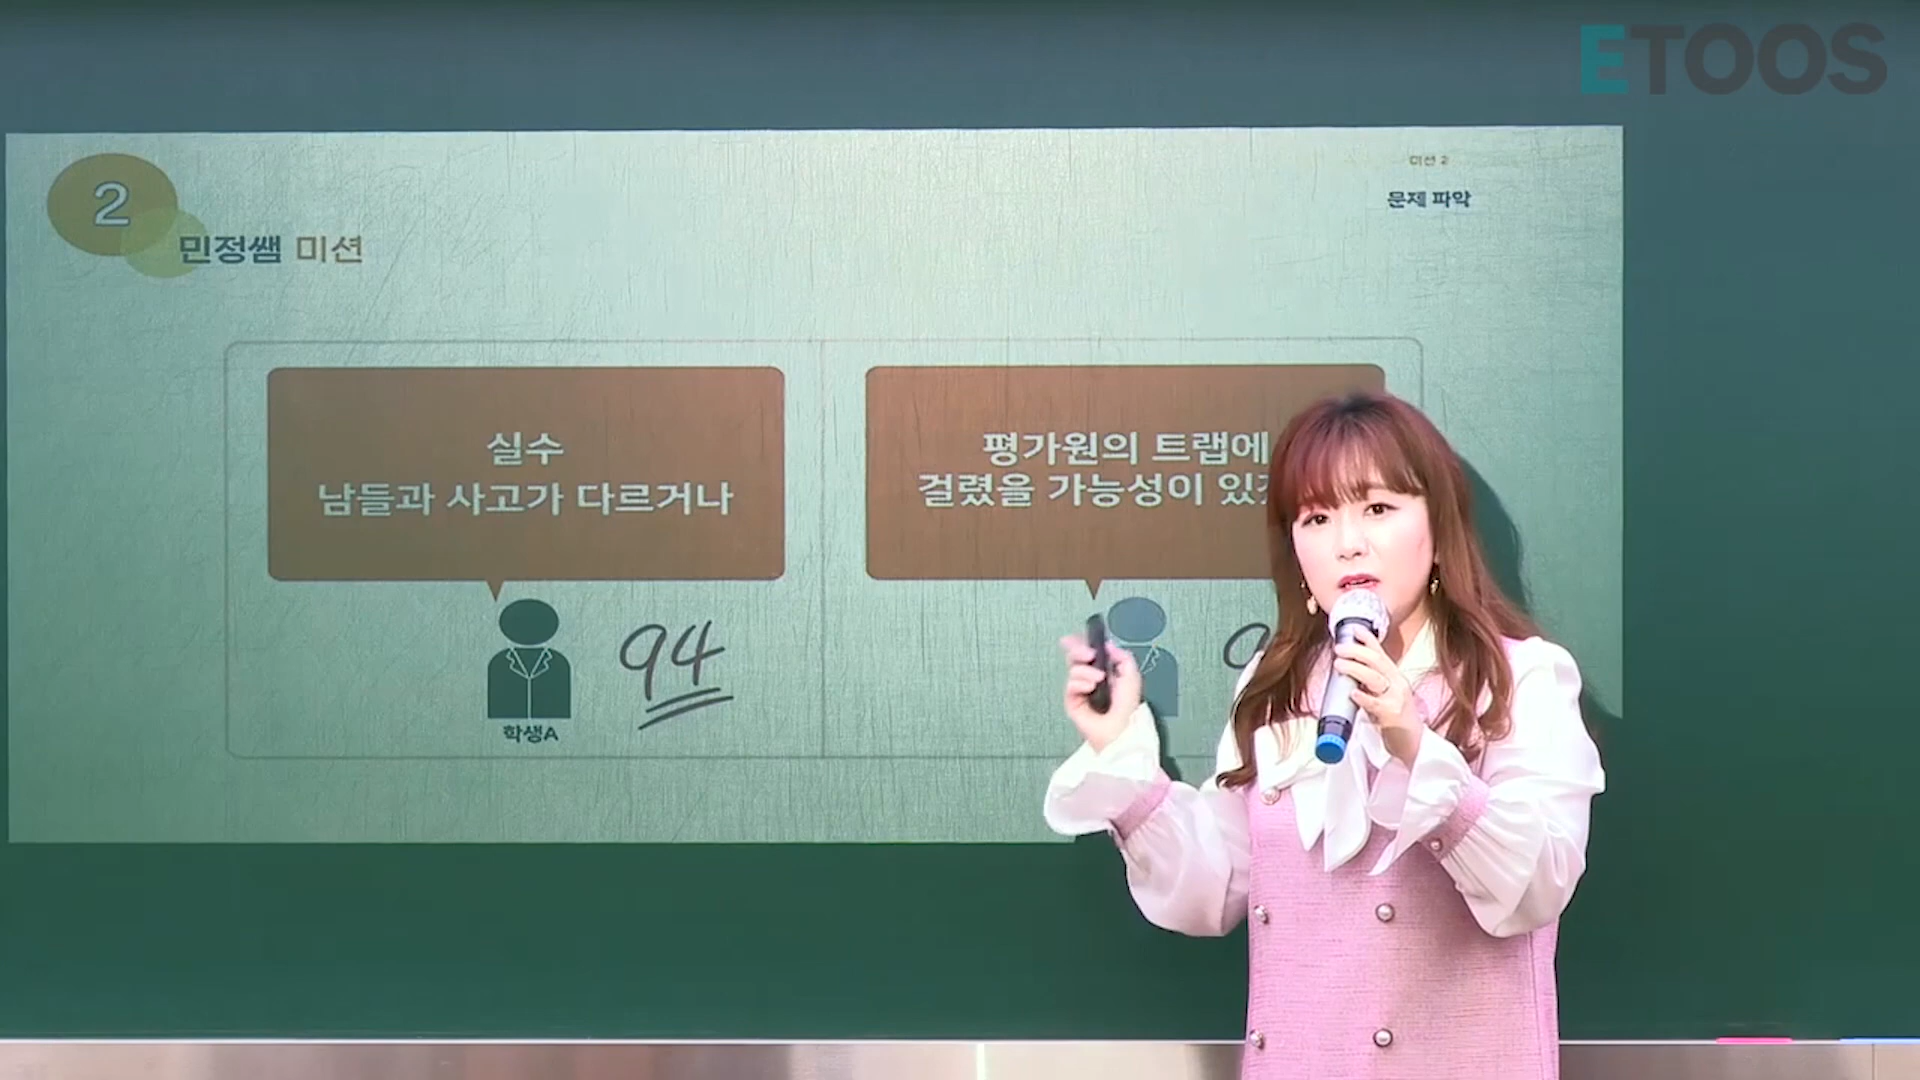 ETOOS
미션 2
문제 파악
2
민정쌤 미션
실수
남들과 사고가 다르거나
평가원의 트랩에
걸렸을 가능성이
94
학생A